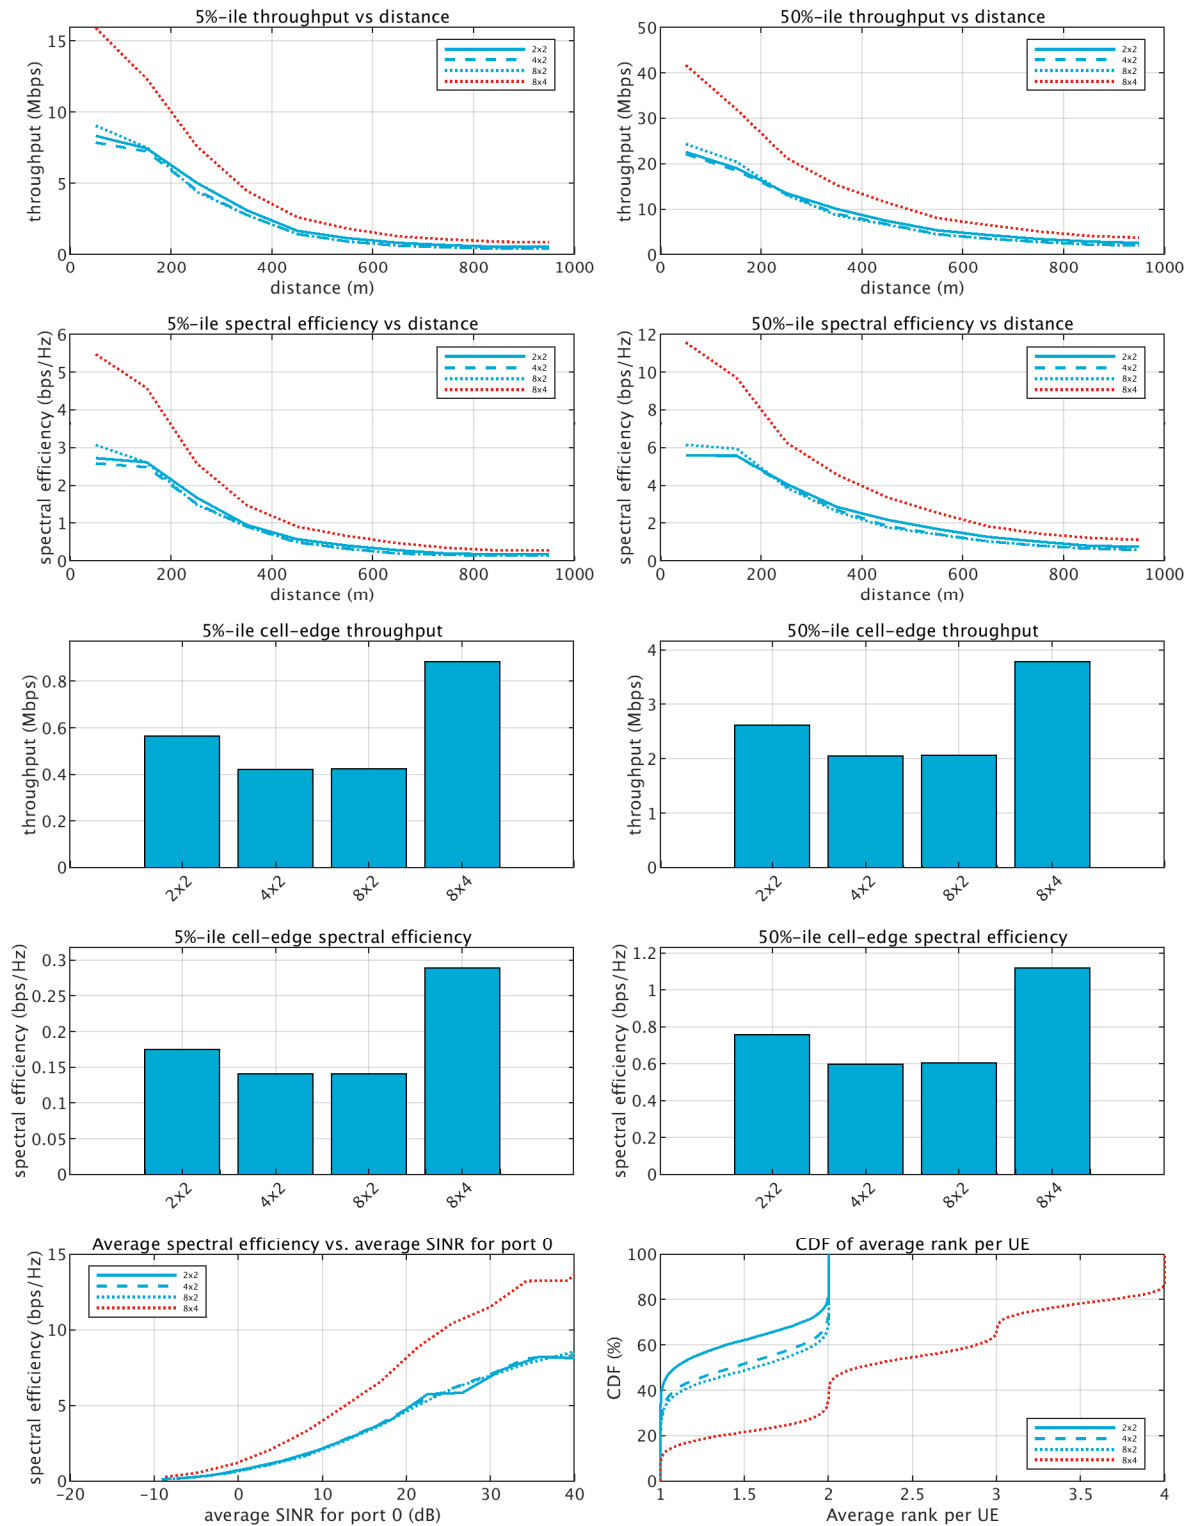 5%-ile throughput vs distance
throughput (Mbps)
15
10
5
0
0 200 400 600 800 1000
distance (m)
2x2
4x2
8x2
8x4
50%-ile throughput vs distance
throughput (Mbps)
50
40
30
20
10
0
0 200 400 600 800 1000
distance (m)
2x2
4x2
8x2
8x4
5%-ile spectral efficiency vs distance
spectral efficiency (bps/Hz)
6
5
4
3
2
1
0
0 200 400 600 800 1000
distance (m)
2x2
4x2
8x2
8x4
50%-ile spectral efficiency vs distance
spectral efficiency (bps/Hz)
12
10
8
6
4
2
0
0 200 400 600 800 1000
distance (m)
2x2
4x2
8x2
8x4
5%-ile cell-edge throughput
throughput (Mbps)
0.8
0.6
0.4
0.2
0
2x2 4x2 8x2 8x4
50%-ile cell-edge throughput
throughput (Mbps)
4
3
2
1
0
2x2 4x2 8x2 8x4
5%-ile cell-edge spectral efficiency
spectral efficiency (bps/Hz)
0.3
0.25
0.2
0.15
0.1
0.05
0
2x2 4x2 8x2 8x4
50%-ile cell-edge spectral efficiency
spectral efficiency (bps/Hz)
1.2
1
0.8
0.6
0.4
0.2
0
2x2 4x2 8x2 8x4
Average spectral efficiency vs. average SINR for port 0
spectral efficiency (bps/Hz)
15
10
5
0
-20 -10 0 10 20 30 40
average SINR for port 0 (dB)
2x2
4x2
8x2
8x4
CDF of average rank per UE
CDF (%)
100
80
60
40
20
0
1 1.5 2 2.5 3 3.5 4
Average rank per UE
2x2
4x2
8x2
8x4